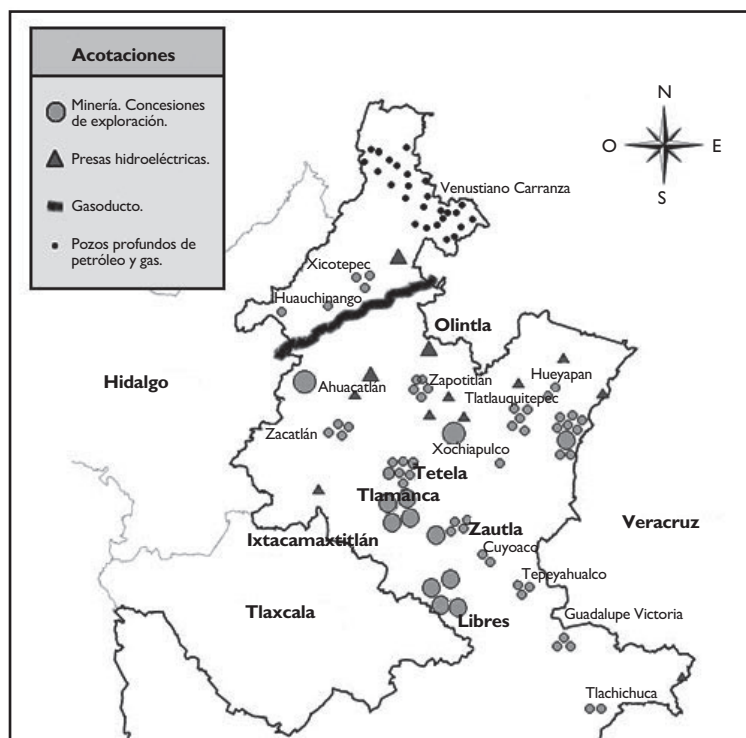 Acotaciones
Minería. Concesiones
de exploración.
Presas hidroeléctricas.
Gasoducto.
Pozos profundos de
petróleo y gas.
N
O
E
S
Venustiano Carranza
Xicotepec
Huauchinango
Olintla
Hidalgo
Ahuacatlán
Zapotitlán
Hueyapan
Tlatlauquitepec
Zacatlán
Xochiapulco
Tetela
Tlamanca
Ixtacamaxtitlán
Zautla
Veracruz
Cuyoaco
Tepeyahualco
Tlaxcala
Libres
Guadalupe Victoria
Tlachichuca